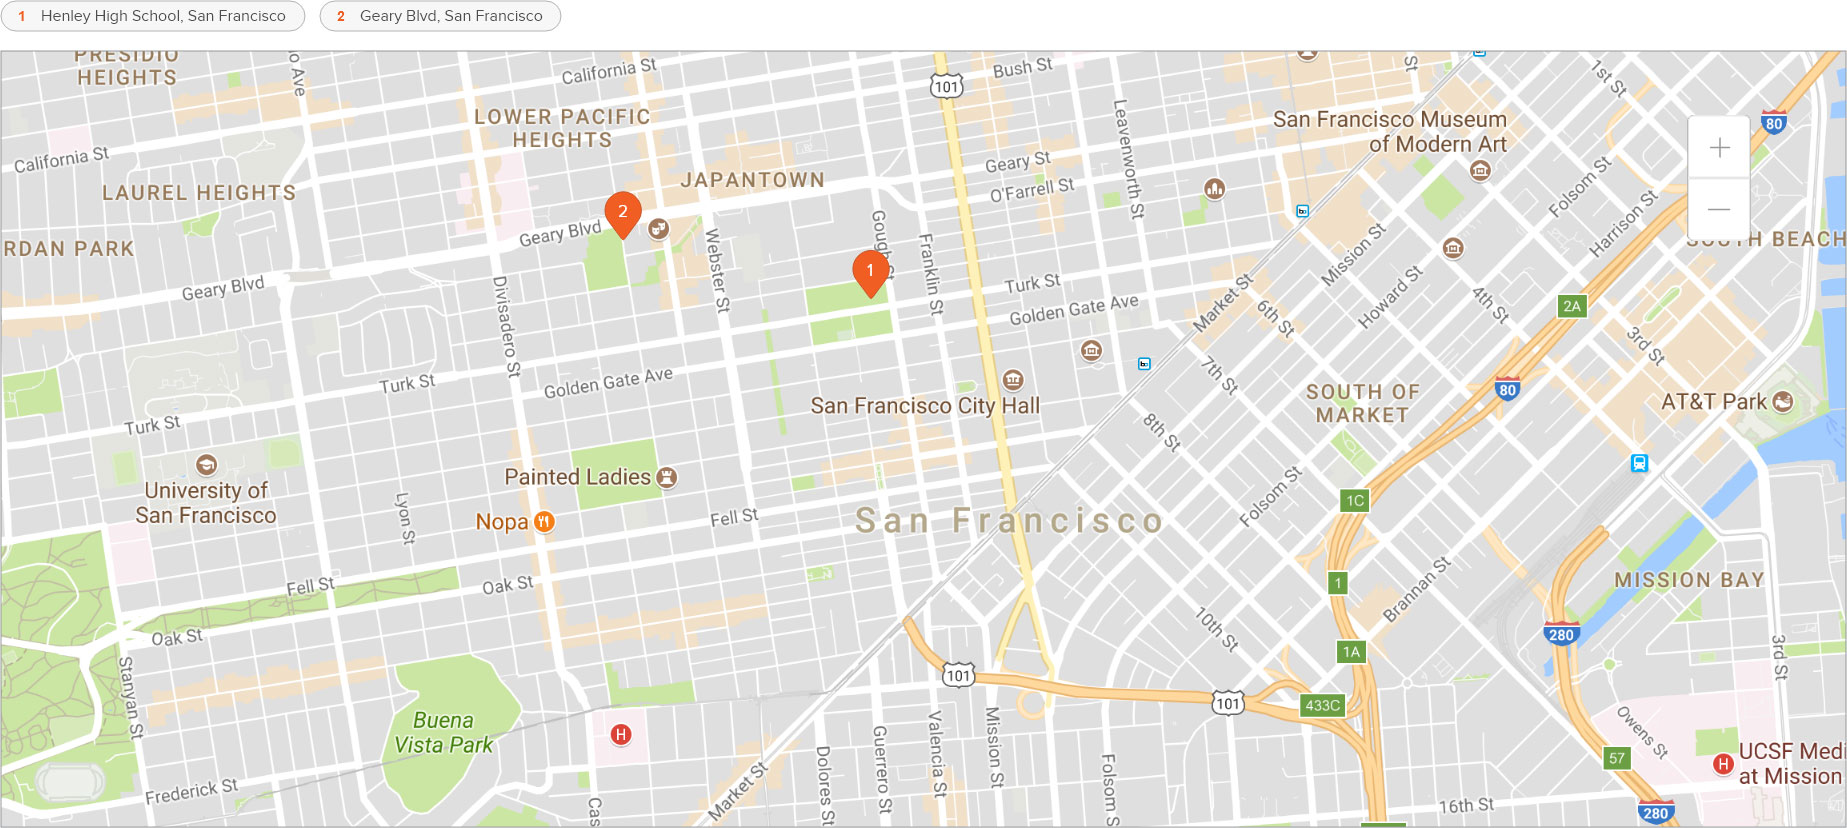 1 Henley High School, San Francisco
2 Geary Blvd, San Francisco
PRESIDIO
HEIGHTS
o Ave
California St
Bush St
101
St
1st St
80
LOWER PACIFIC
HEIGHTS
San Francisco Museum
of Modern Art
California St
LAUREL HEIGHTS
JAPANTOWN
Geary St
O'Farrell St
Leavenworth St
Folsom St
Harrison St
+
−
2
Geary Blvd
RDAN PARK
SOUTH BEACH
Gough St
Franklin St
Webster St
1
Mission St
Howard St
Geary Blvd
Turk St
Golden Gate Ave
Market St
6th St
4th St
2A
3rd St
Divisadero St
Turk St
Golden Gate Ave
7th St
80
SOUTH OF
MARKET
AT&T Park
San Francisco City Hall
Turk St
8th St
University of
San Francisco
Painted Ladies
Nopa
Lyon St
Fell St
San Francisco
Folsom St
1C
Fell St
Oak St
1
Brannan St
MISSION BAY
Oak St
10th St
1A
280
Stanyan St
3rd St
101
101
433C
Buena
Vista Park
H
Dolores St
Guerrero St
Valencia St
Mission St
Folsom S
Owens St
57
H
UCSF Medi
at Mission
Frederick St
Market St
Cas
16th St
280